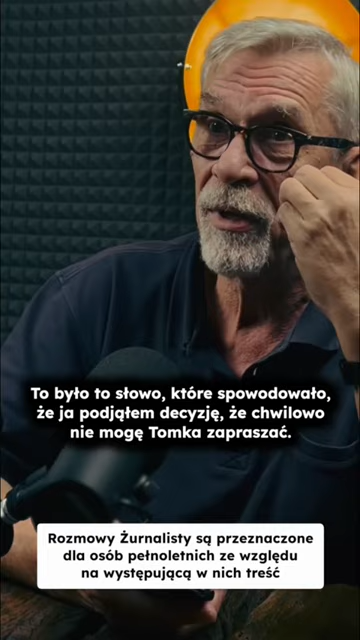 To było to słowo, które spowodowało,
że ja podjąłem decyzję, że chwilowo
nie mogę Tomka zapraszać.
Rozmowy Żurnalisty są przeznaczone
dla osób pełnoletnich ze względu
na występującą w nich treść